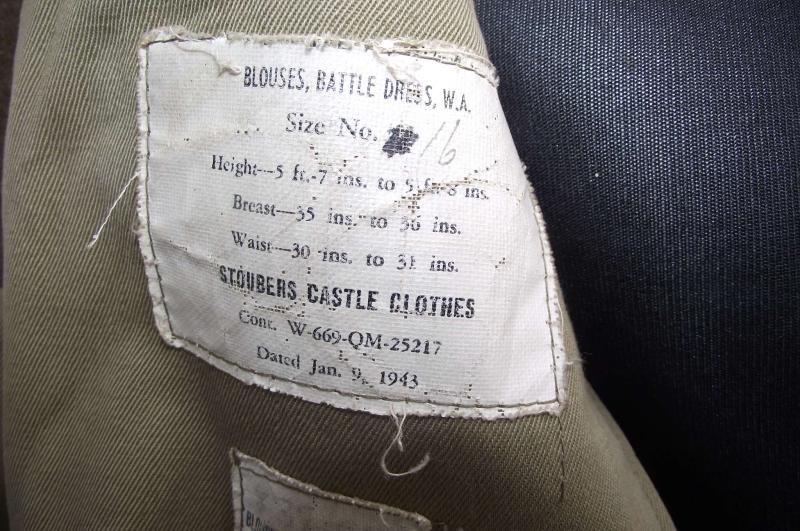 BLOUSES, BATTLE DRESS, W.A.
Size No. 16
Height—5 ft.-7 ins. to 5 ft. 8 ins.
Breast—35 ins. to 36 ins.
Waist—30 ins. to 31 ins.
STOUBERS CASTLE CLOTHES
Cont. W-669-QM-25217
Dated Jan. 9, 1943